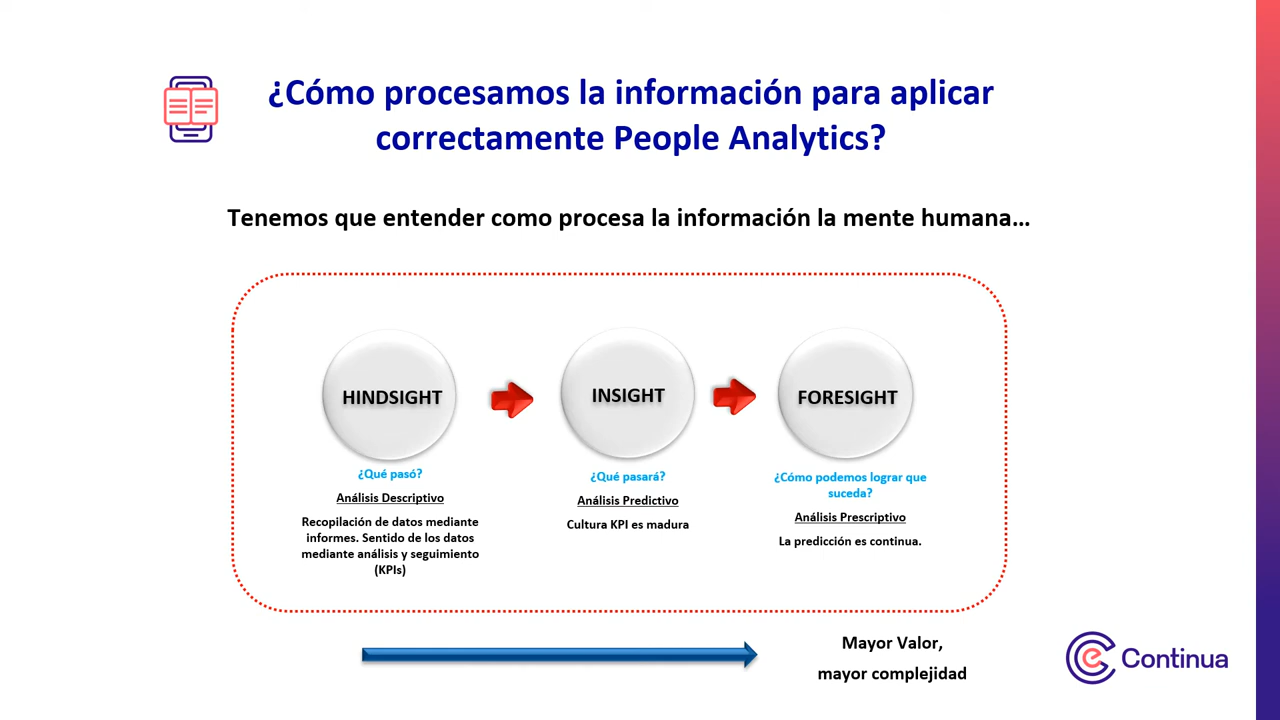 ¿Cómo procesamos la información para aplicar
correctamente People Analytics?
Tenemos que entender como procesa la información la mente humana...
HINDSIGHT
¿Qué pasó?
Análisis Descriptivo
Recopilación de datos mediante
informes. Sentido de los datos
mediante análisis y seguimiento
(KPIs)
INSIGHT
¿Qué pasará?
Análisis Predictivo
Cultura KPI es madura
FORESIGHT
¿Cómo podemos lograr que
suceda?
Análisis Prescriptivo
La predicción es continua.
Mayor Valor,
mayor complejidad
Continua